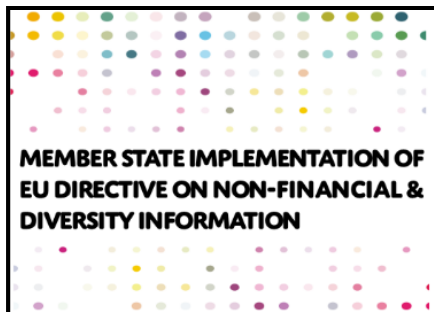 MEMBER STATE IMPLEMENTATION OF
EU DIRECTIVE ON NON-FINANCIAL &
DIVERSITY INFORMATION